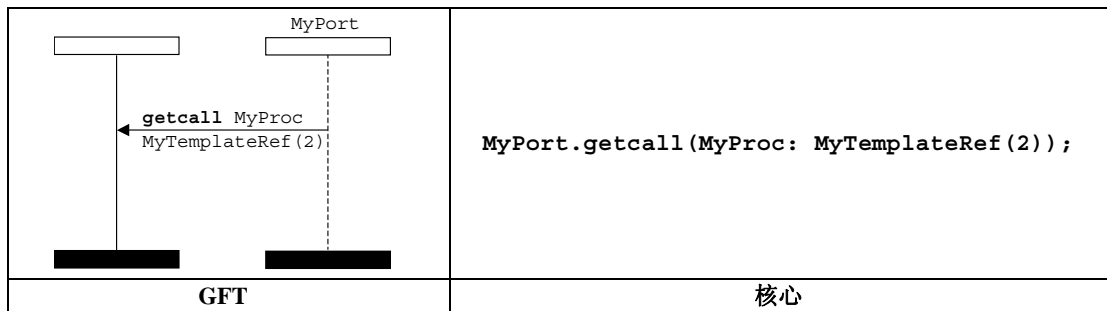 MyPort
getcall MyProc
MyTemplateRef(2)
MyPort.getcall(MyProc: MyTemplateRef(2));
GFT
核心